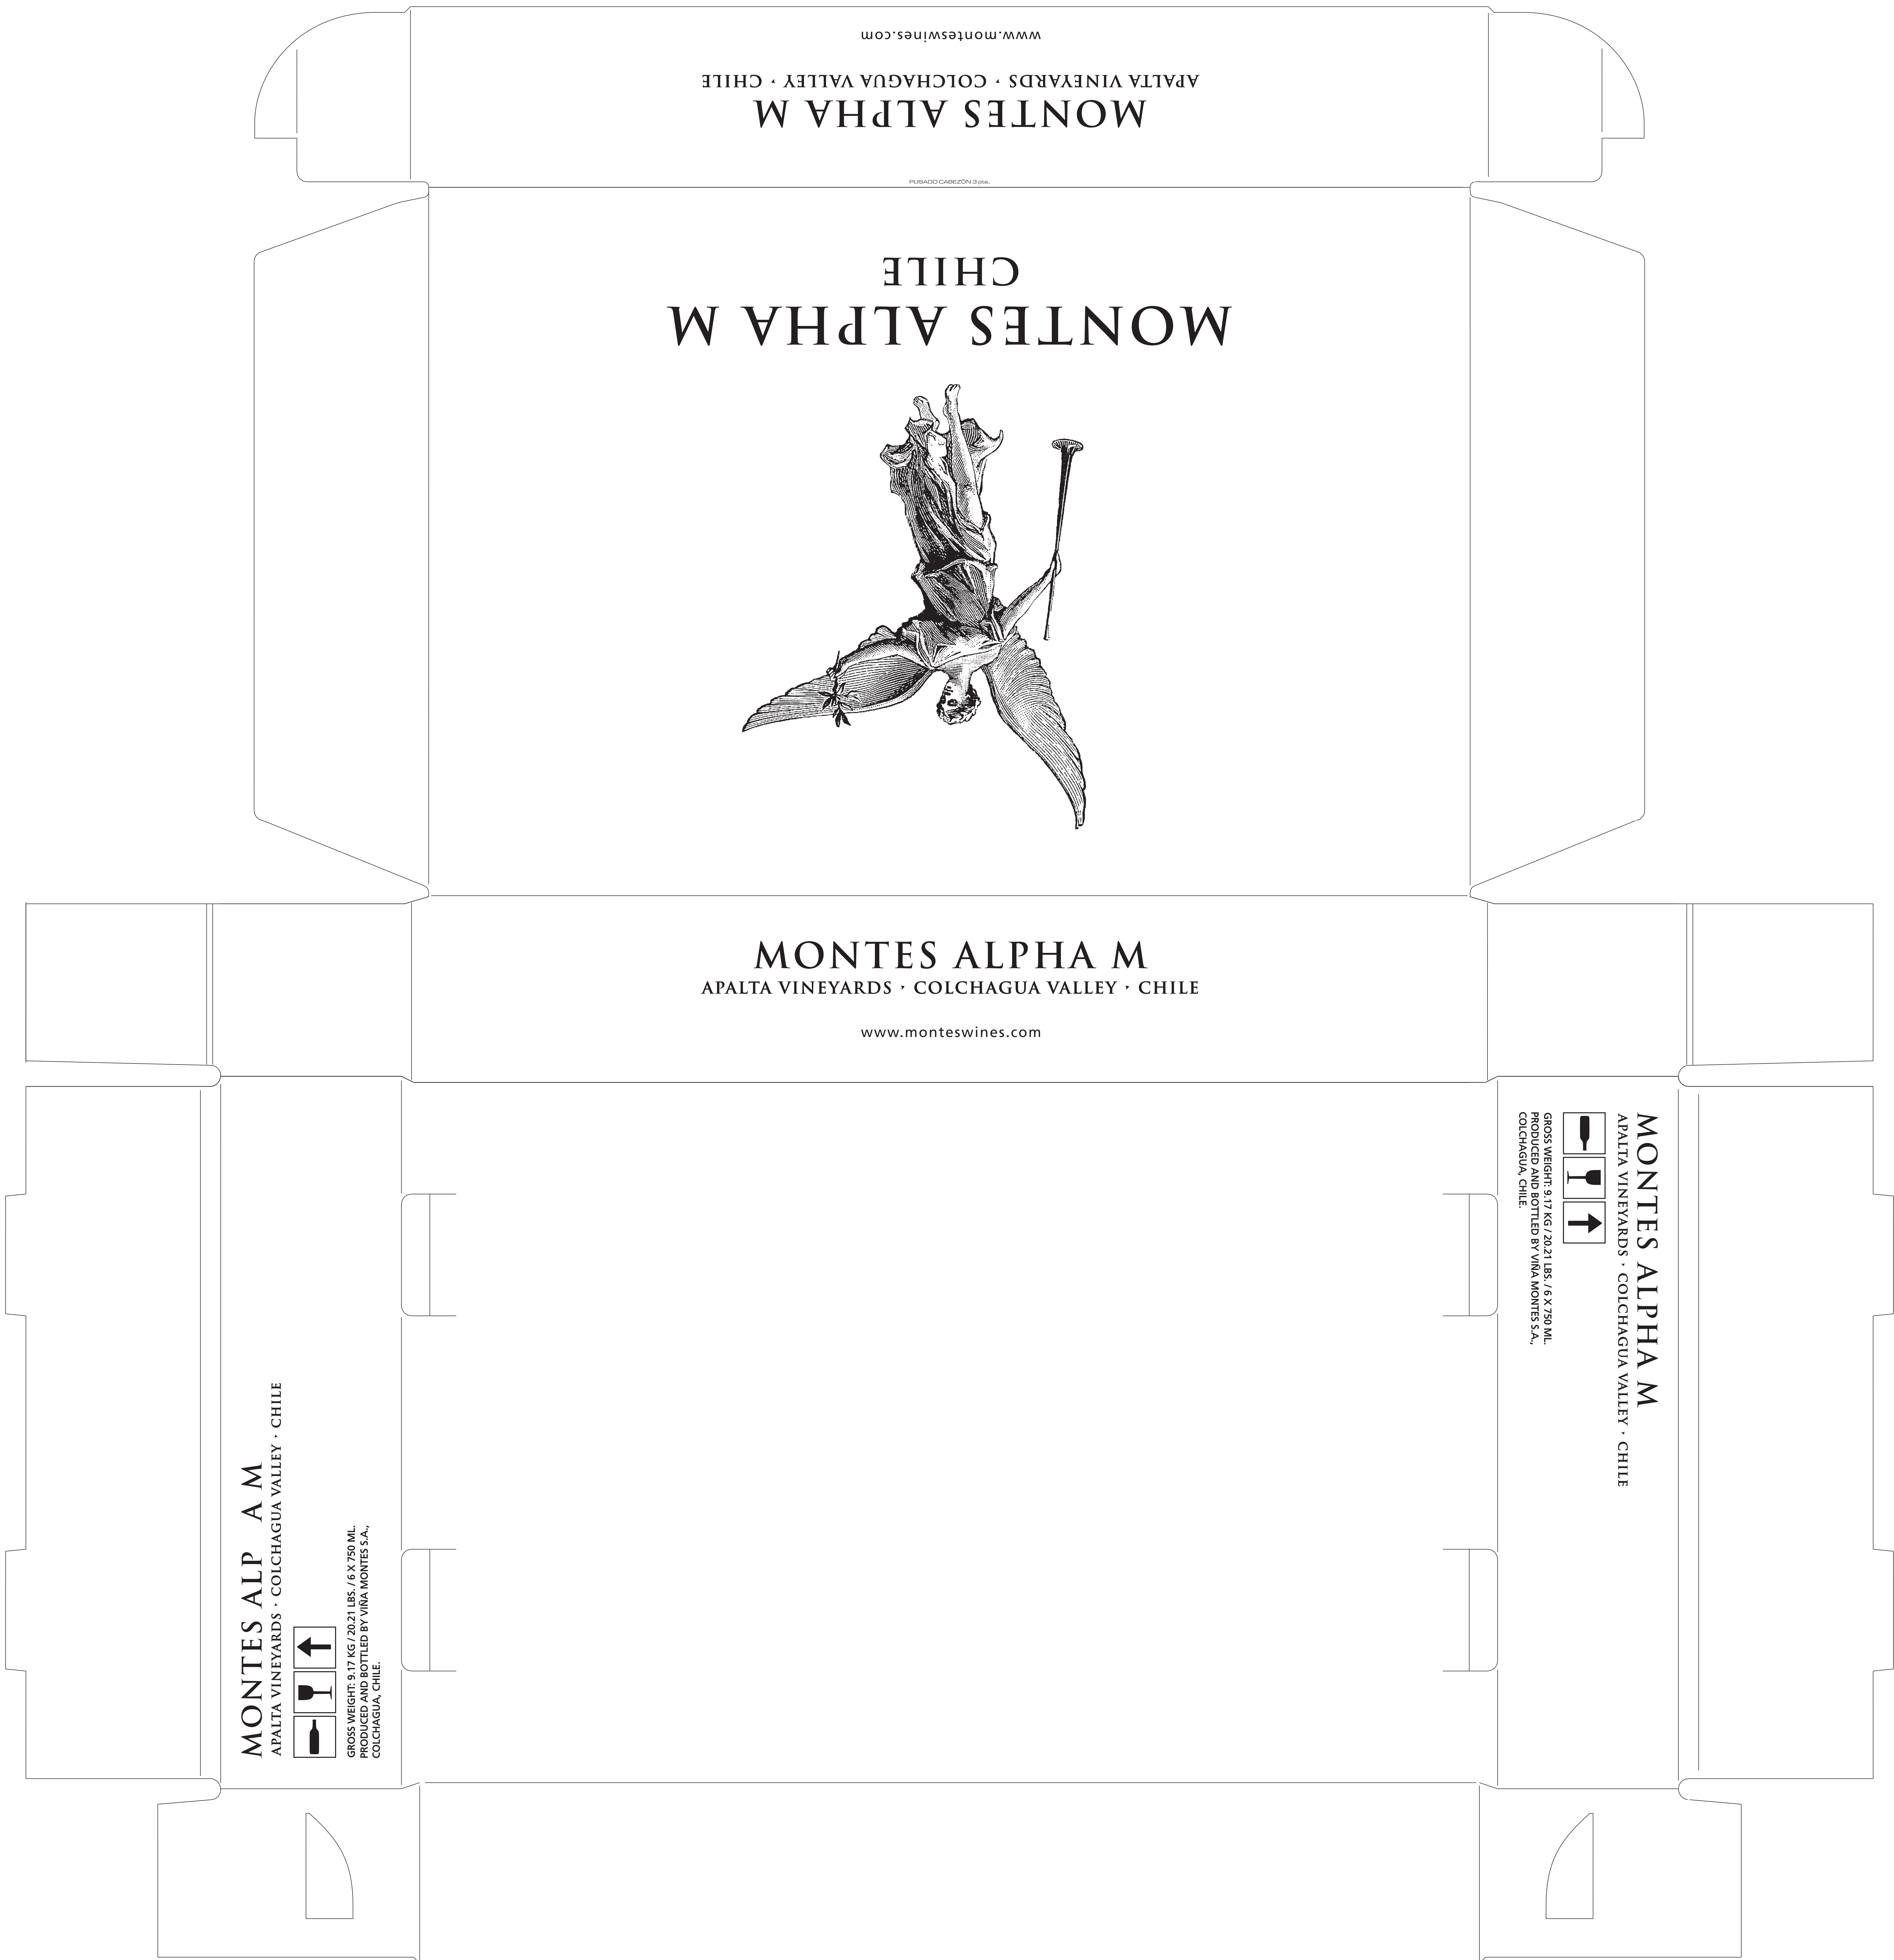 www.monteswines.com
APALTA VINEYARDS · COLCHAGUA VALLEY · CHILE
MONTES ALPHA M
PLISADO CABEZÓN 3 pts.
CHILE
MONTES ALPHA M
MONTES ALPHA M
APALTA VINEYARDS · COLCHAGUA VALLEY · CHILE
www.monteswines.com
MONTES ALPHA M
APALTA VINEYARDS · COLCHAGUA VALLEY · CHILE
GROSS WEIGHT: 9.17 KG / 20.21 LBS. / 6 X 750 ML.
PRODUCED AND BOTTLED BY VIÑA MONTES S.A.,
COLCHAGUA, CHILE.
MONTES ALP A M
APALTA VINEYARDS · COLCHAGUA VALLEY · CHILE
GROSS WEIGHT: 9.17 KG / 20.21 LBS. / 6 X 750 ML.
PRODUCED AND BOTTLED BY VIÑA MONTES S.A.,
COLCHAGUA, CHILE.